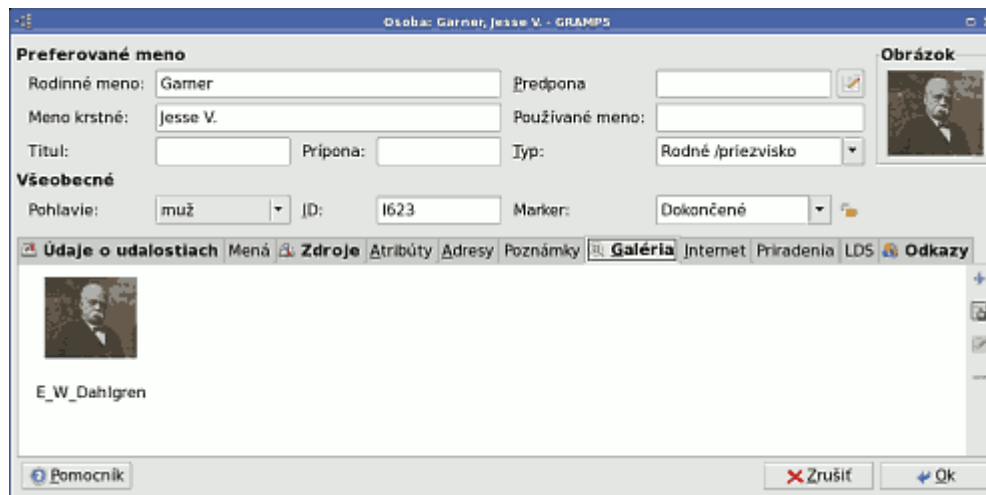 Osoba: Garner, Jesse V. - GRAMPS
Preferované meno
Obrázok
Rodinné meno: Garner Predpona
Meno krstné: Jesse V. Používané meno:
Titul: Prípona: Typ: Rodné /priezvisko
Všeobecné
Pohlavie: muž ID: I623 Marker: Dokončené
Údaje o udalostiach Mená Zdroje Atribúty Adresy Poznámky Galéria Internet Priradenia LDS Odkazy
E_W_Dahlgren
Pomocník Zrušiť Ok